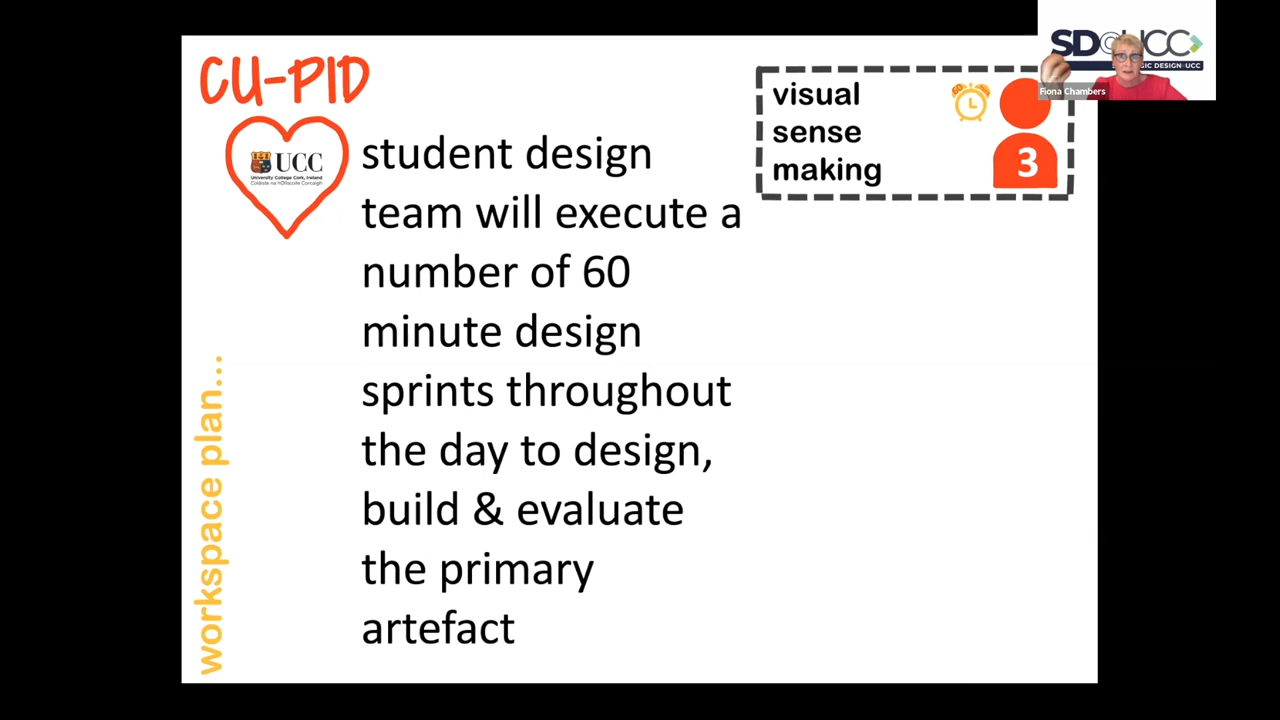 CU-PID
UCC
University College Cork, Ireland
Coláiste na hOllscoile Corcaigh
student design
team will execute a
number of 60
minute design
sprints throughout
the day to design,
build & evaluate
the primary
artefact
workspace plan...
visual
sense
making
60
3
SD@UCC
DESIGN@UCC
Fiona Chambers